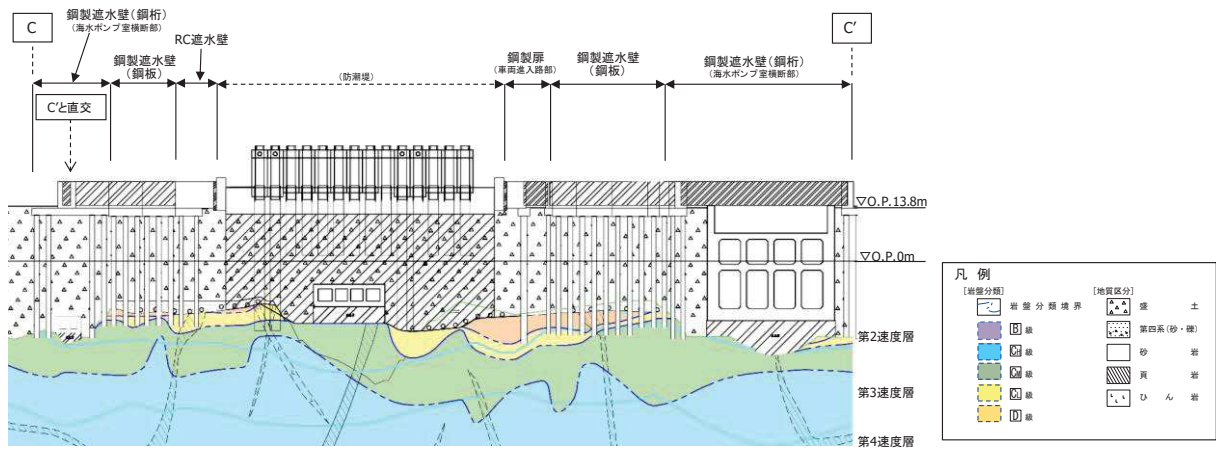 C
鋼製遮水壁(鋼桁)
(海水ポンプ室横断部)
鋼製遮水壁
(鋼板)
RC遮水壁
(防潮堤)
鋼製扉
(車両進入路部)
鋼製遮水壁
(鋼板)
鋼製遮水壁(鋼桁)
(海水ポンプ室横断部)
C'
C'と直交
▽O.P.13.8m
▽O.P.0m
第2速度層
第3速度層
第4速度層
凡 例
[岩盤分類]
岩盤分類境界
B 級
CH 級
CM 級
CL 級
D 級
[地質区分]
盛 土
第四系(砂・礫)
砂 岩
頁 岩
ひ ん 岩